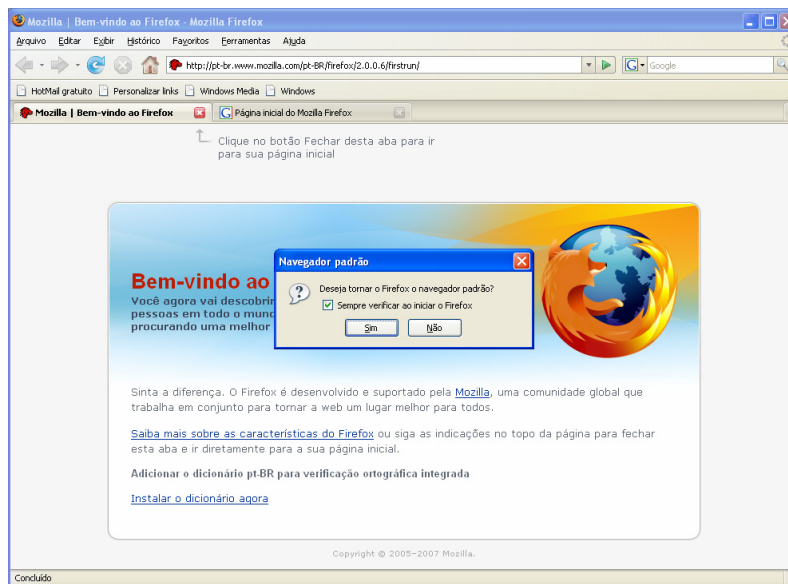 Mozilla | Bem-vindo ao Firefox - Mozilla Firefox
Arquivo Editar Exibir Histórico Favoritos Ferramentas Ajuda
http://pt-br.www.mozilla.com/pt-BR/firefox/2.0.0.6/firstrun/ G Google
HotMail gratuito Personalizar links Windows Media Windows
Mozilla | Bem-vindo ao Firefox G Página inicial do Mozilla Firefox
Clique no botão Fechar desta aba para ir
para sua página inicial
Bem-vindo ao
Você agora vai descobrir
pessoas em todo o mund
procurando uma melhor
Navegador padrão
Deseja tornar o Firefox o navegador padrão?
Sempre verificar ao iniciar o Firefox
Sim Não
Sinta a diferença. O Firefox é desenvolvido e suportado pela Mozilla, uma comunidade global que
trabalha em conjunto para tornar a web um lugar melhor para todos.
Saiba mais sobre as características do Firefox ou siga as indicações no topo da página para fechar
esta aba e ir diretamente para a sua página inicial.
Adicionar o dicionário pt-BR para verificação ortográfica integrada
Instalar o dicionário agora
Copyright © 2005-2007 Mozilla.
Concluído